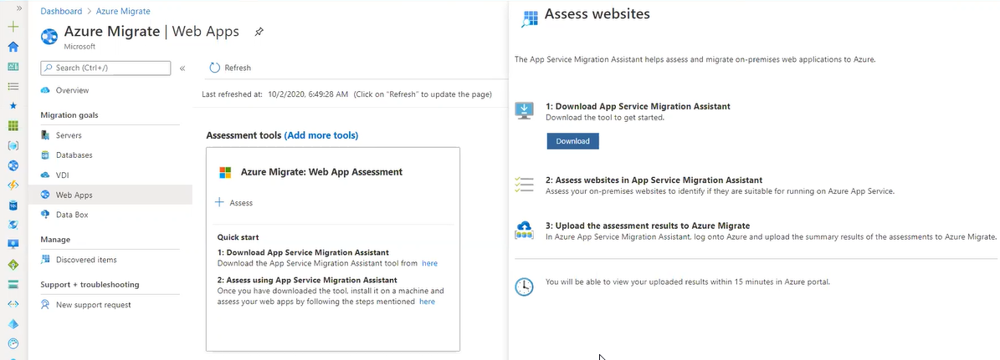 Dashboard > Azure Migrate
Azure Migrate | Web Apps
Microsoft
Search (Ctrl+/)
«
Overview
Migration goals
Servers
Databases
VDI
Web Apps
Data Box
Manage
Discovered items
Support + troubleshooting
New support request
Refresh
Last refreshed at: 10/2/2020, 6:49:28 AM (Click on "Refresh" to update the page)
Assessment tools (Add more tools)
Azure Migrate: Web App Assessment
Assess
Quick start
1: Download App Service Migration Assistant
Download the App Service Migration Assistant tool from here
2: Assess using App Service Migration Assistant
Once you have downloaded the tool, install it on a machine and
assess your web apps by following the steps mentioned here
Assess websites
The App Service Migration Assistant helps assess and migrate on-premises web applications to Azure.
1: Download App Service Migration Assistant
Download the tool to get started.
Download
2: Assess websites in App Service Migration Assistant
Assess your on-premises websites to identify if they are suitable for running on Azure App Service.
3: Upload the assessment results to Azure Migrate
In Azure App Service Migration Assistant, log onto Azure and upload the summary results of the assessments to Azure Migrate.
You will be able to view your uploaded results within 15 minutes in Azure portal.